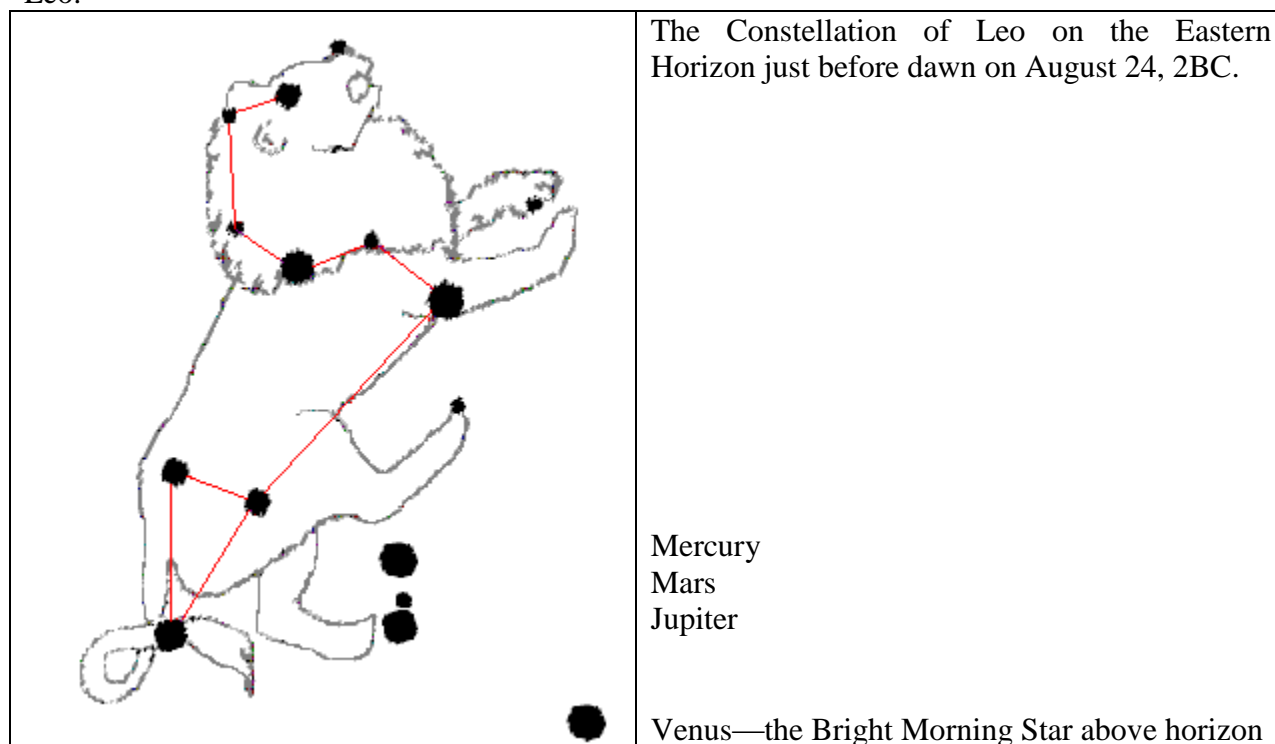 Leo.
The Constellation of Leo on the Eastern
Horizon just before dawn on August 24, 2BC.
Mercury
Mars
Jupiter
Venus—the Bright Morning Star above horizon